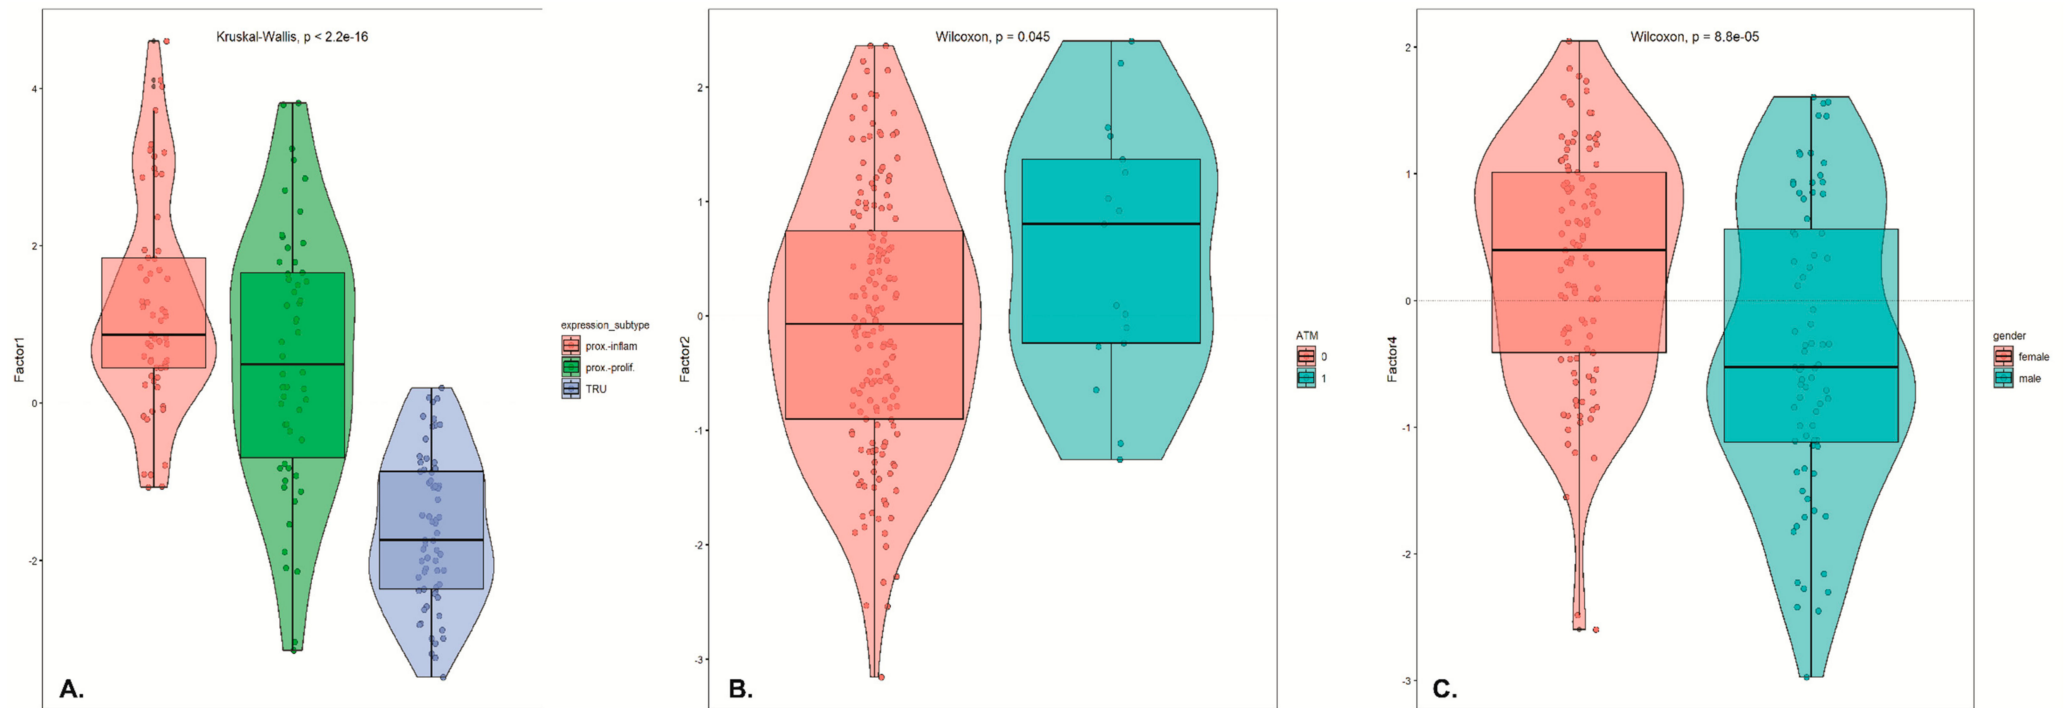 Kruskal-Wallis, p < 2.2e-16
4
2
0
-2
Factor1
expression_subtype
prox.-inflam
prox.-prolif.
TRU
A.
Wilcoxon, p = 0.045
2
1
0
-1
-2
-3
Factor2
ATM
0
1
B.
Wilcoxon, p = 8.8e-05
2
1
0
-1
-2
-3
Factor4
gender
female
male
C.